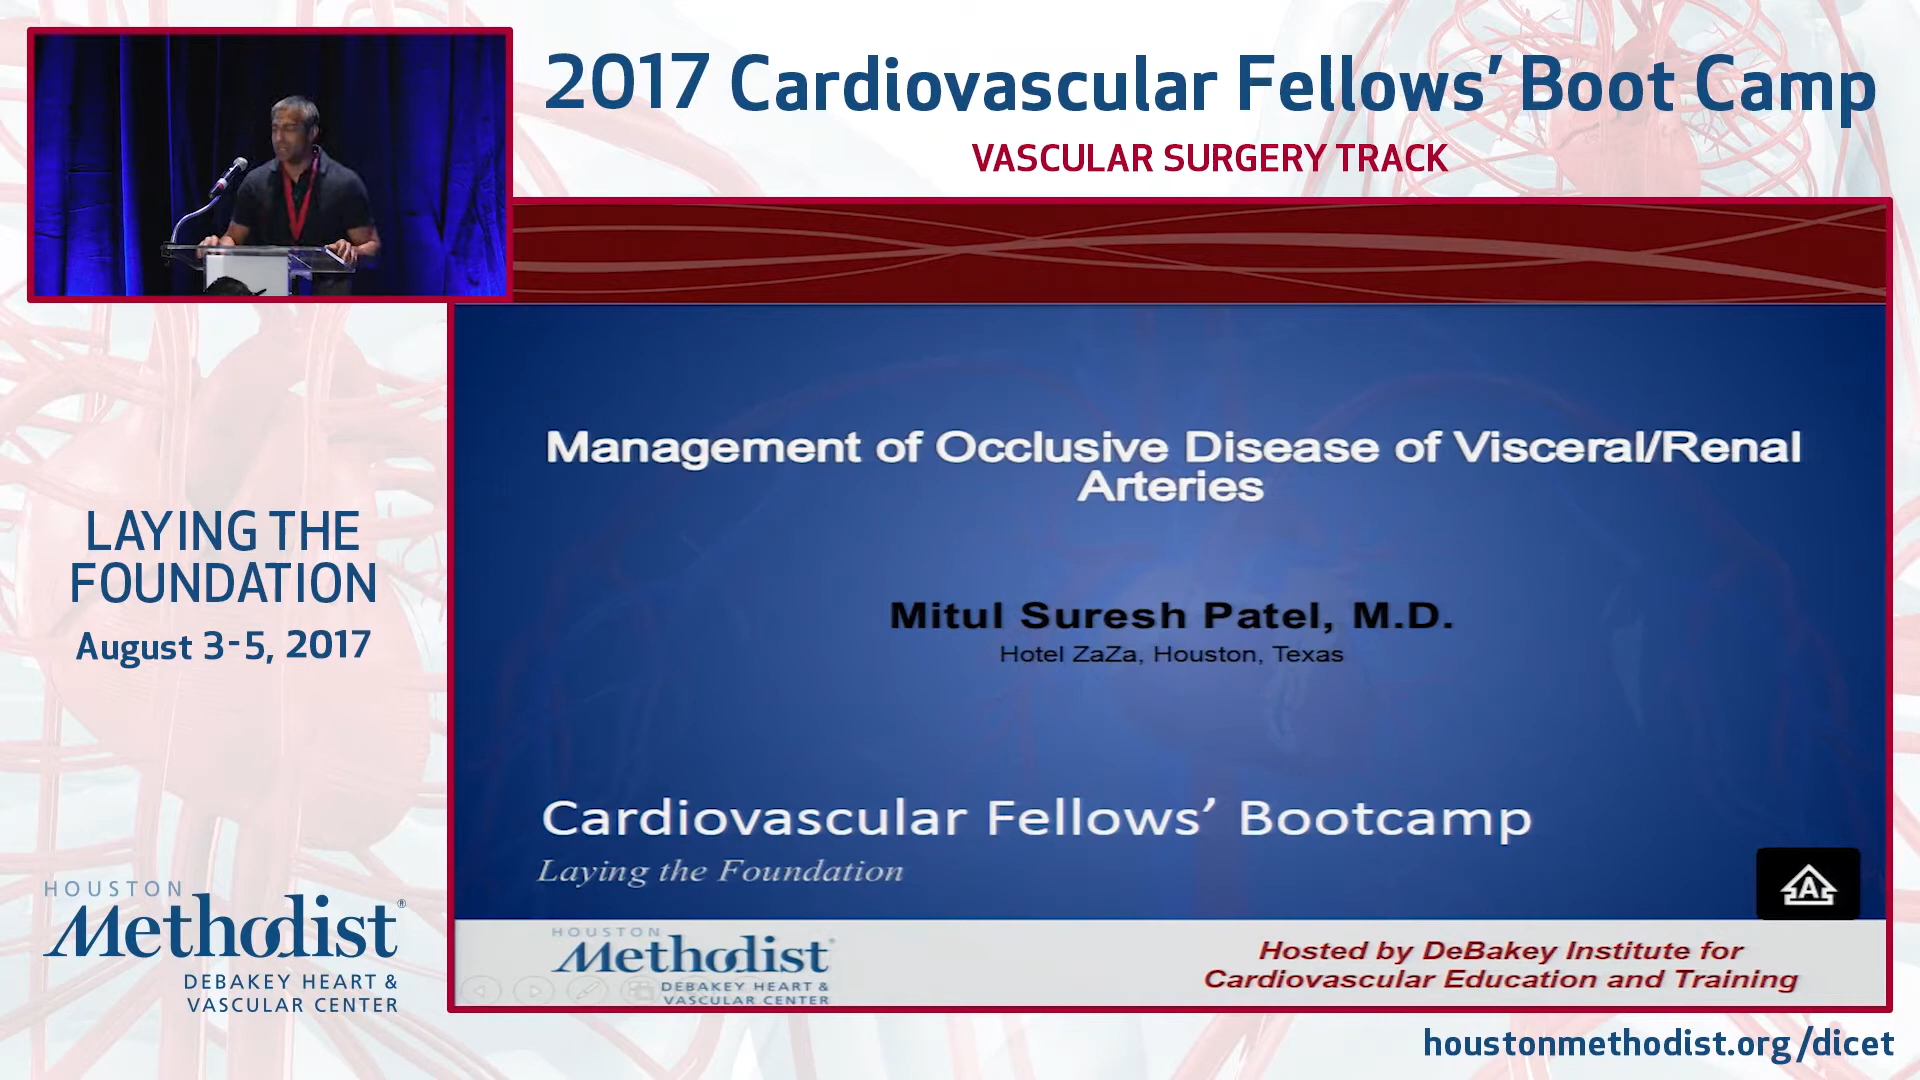 2017 Cardiovascular Fellows’ Boot Camp
VASCULAR SURGERY TRACK
Management of Occlusive Disease of Visceral/Renal
Arteries
Mitul Suresh Patel, M.D.
Hotel ZaZa, Houston, Texas
Cardiovascular Fellows’ Bootcamp
Laying the Foundation
A
HOUSTON
Methodist
DEBAKEY HEART &
VASCULAR CENTER
Hosted by DeBakey Institute for
Cardiovascular Education and Training
LAYING THE
FOUNDATION
August 3-5, 2017
HOUSTON
Methodist®
DEBAKEY HEART &
VASCULAR CENTER
houstonmethodist.org/dicet